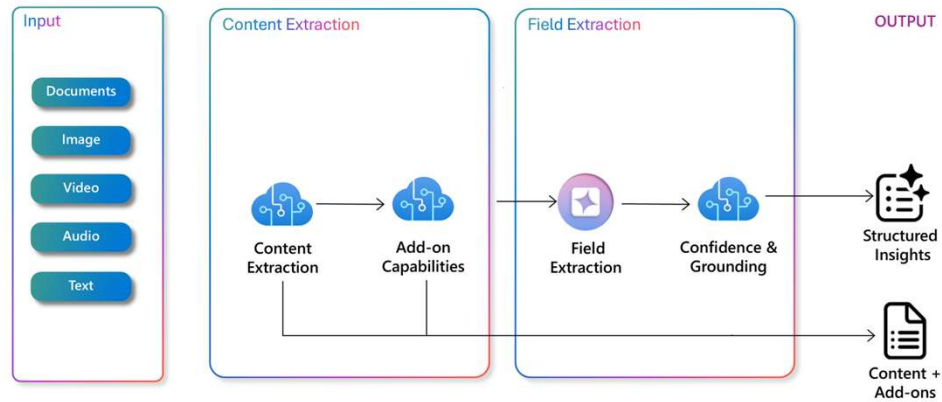 Input
Documents
Image
Video
Audio
Text
Content Extraction
Content
Extraction
Add-on
Capabilities
Field Extraction
Field
Extraction
Confidence &
Grounding
OUTPUT
Structured
Insights
Content +
Add-ons